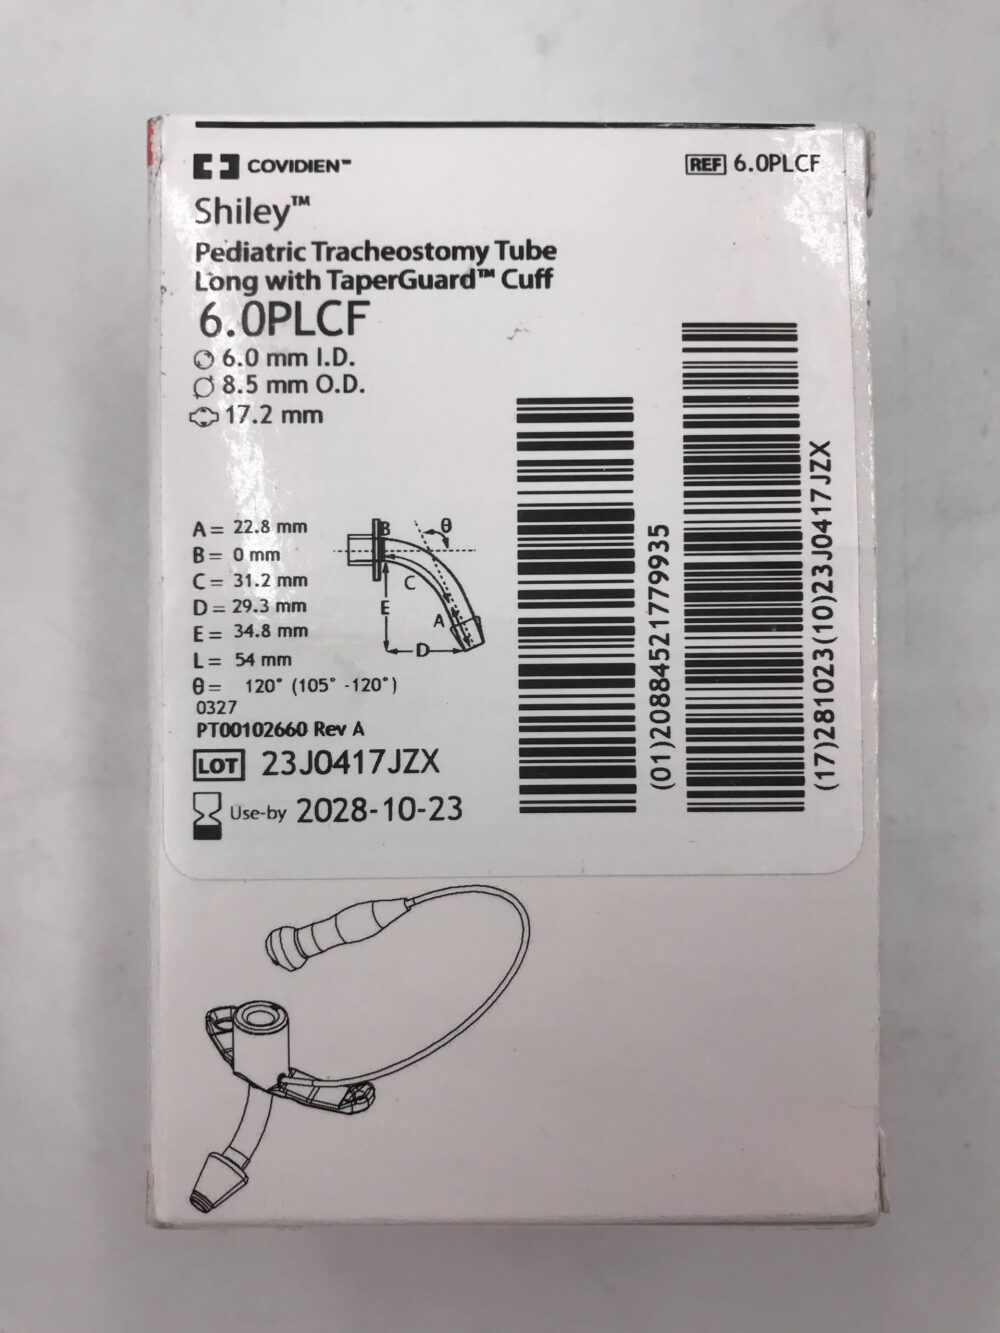 COVIDIEN™
REF 6.0PLCF
Shiley™
Pediatric Tracheostomy Tube
Long with TaperGuard™ Cuff
6.0PLCF
6.0 mm I.D.
8.5 mm O.D.
17.2 mm
A = 22.8 mm
B = 0 mm
C = 31.2 mm
D = 29.3 mm
E = 34.8 mm
L = 54 mm
θ = 120° (105° -120°)
0327
PT00102660 Rev A
LOT 23J0417JZX
Use-by 2028-10-23
B
θ
C
E
A
D
(01)20884521779935
(17)281023(10)23J0417JZX